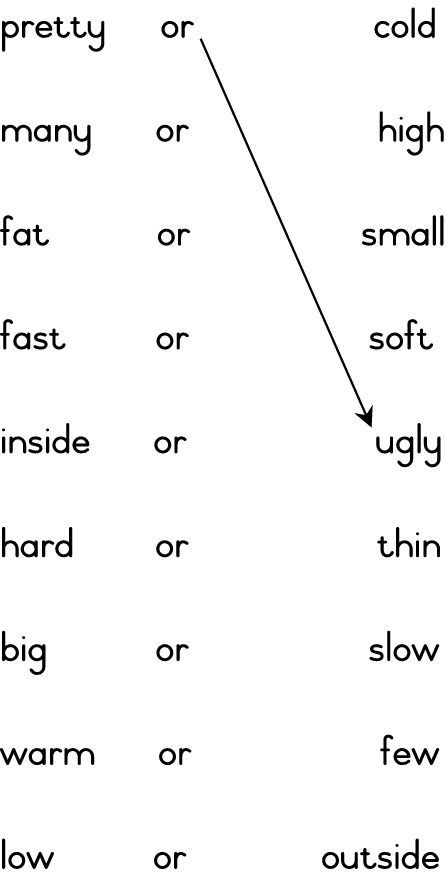 pretty or cold
many or high
fat or small
fast or soft
inside or ugly
hard or thin
big or slow
warm or few
low or outside